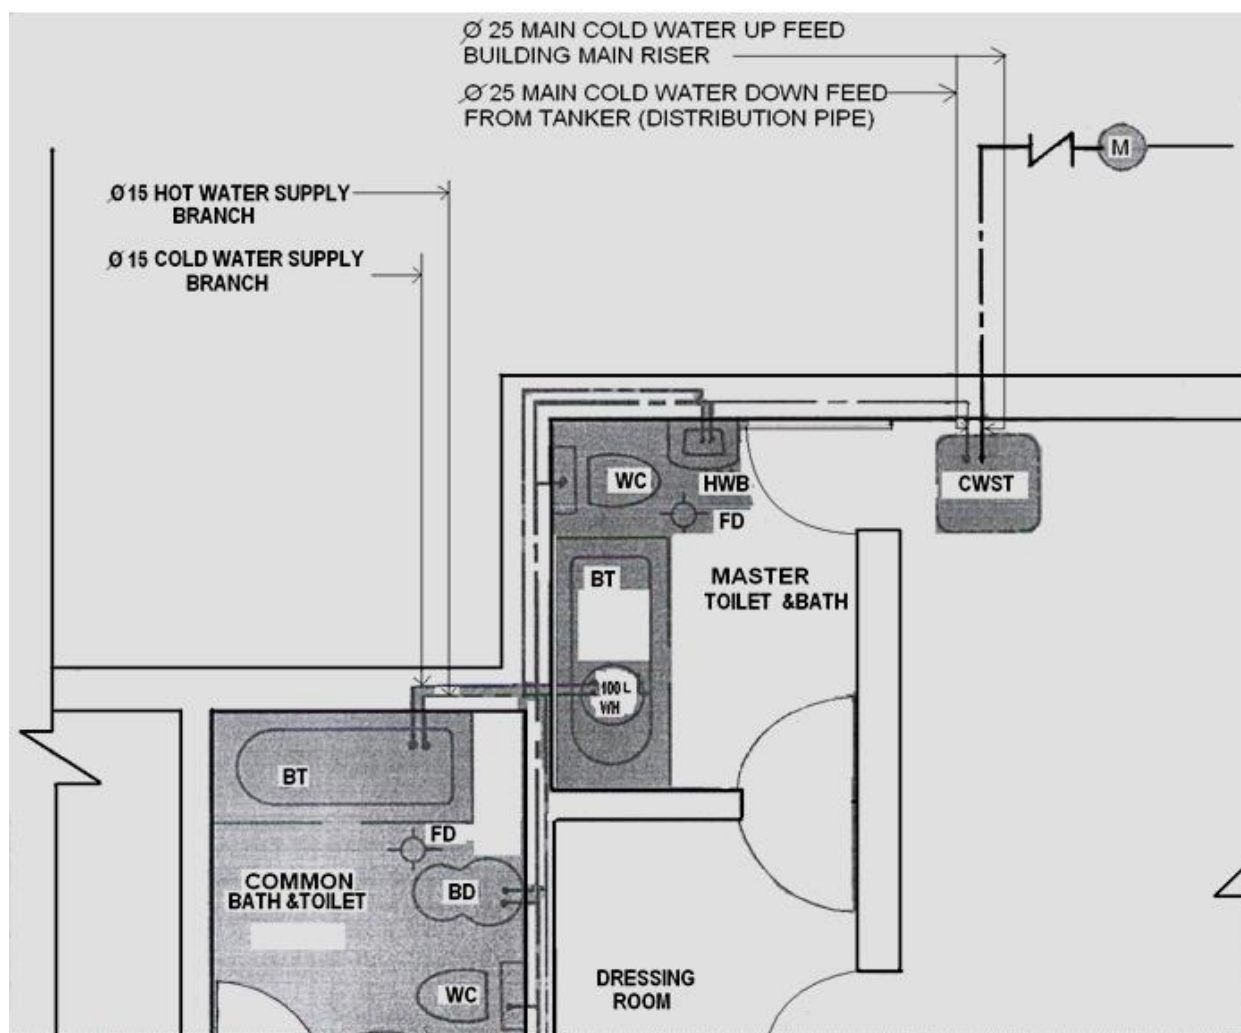 Ø 25 MAIN COLD WATER UP FEED
BUILDING MAIN RISER
Ø 25 MAIN COLD WATER DOWN FEED
FROM TANKER (DISTRIBUTION PIPE)
M
Ø 15 HOT WATER SUPPLY
BRANCH
Ø 15 COLD WATER SUPPLY
BRANCH
WC
HWB
CWST
FD
BT
MASTER
TOILET &BATH
100 L
WH
BT
FD
COMMON
BATH &TOILET
BD
DRESSING
ROOM
WC